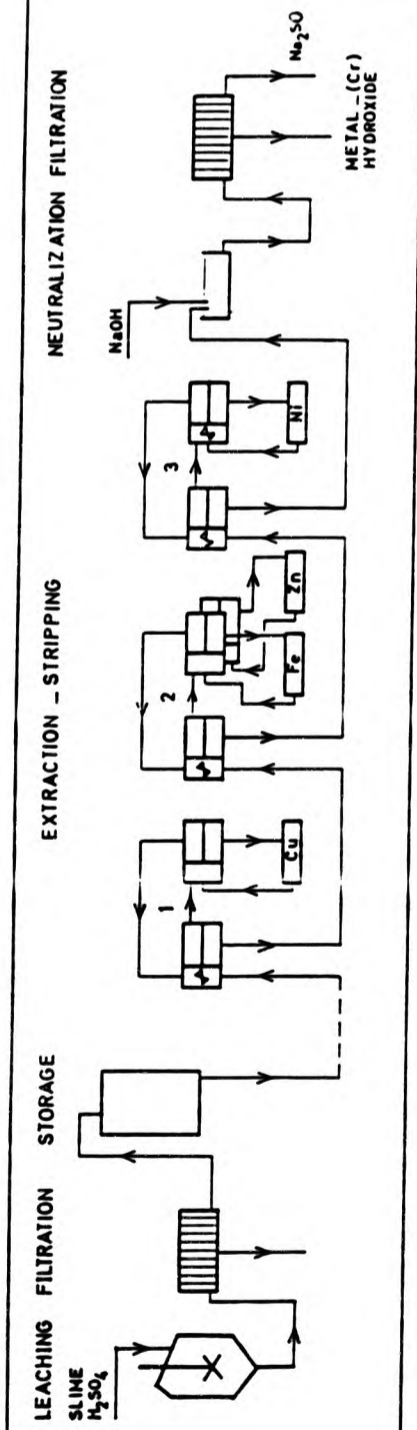 LEACHING FILTRATION STORAGE
SLIME
H₂SO₄
EXTRACTION _ STRIPPING
1
Cu
2
Fe
Zn
3
Ni
NEUTRALIZATION FILTRATION
NaOH
METAL _ (Cr)
HYDROXIDE
Na₂SO